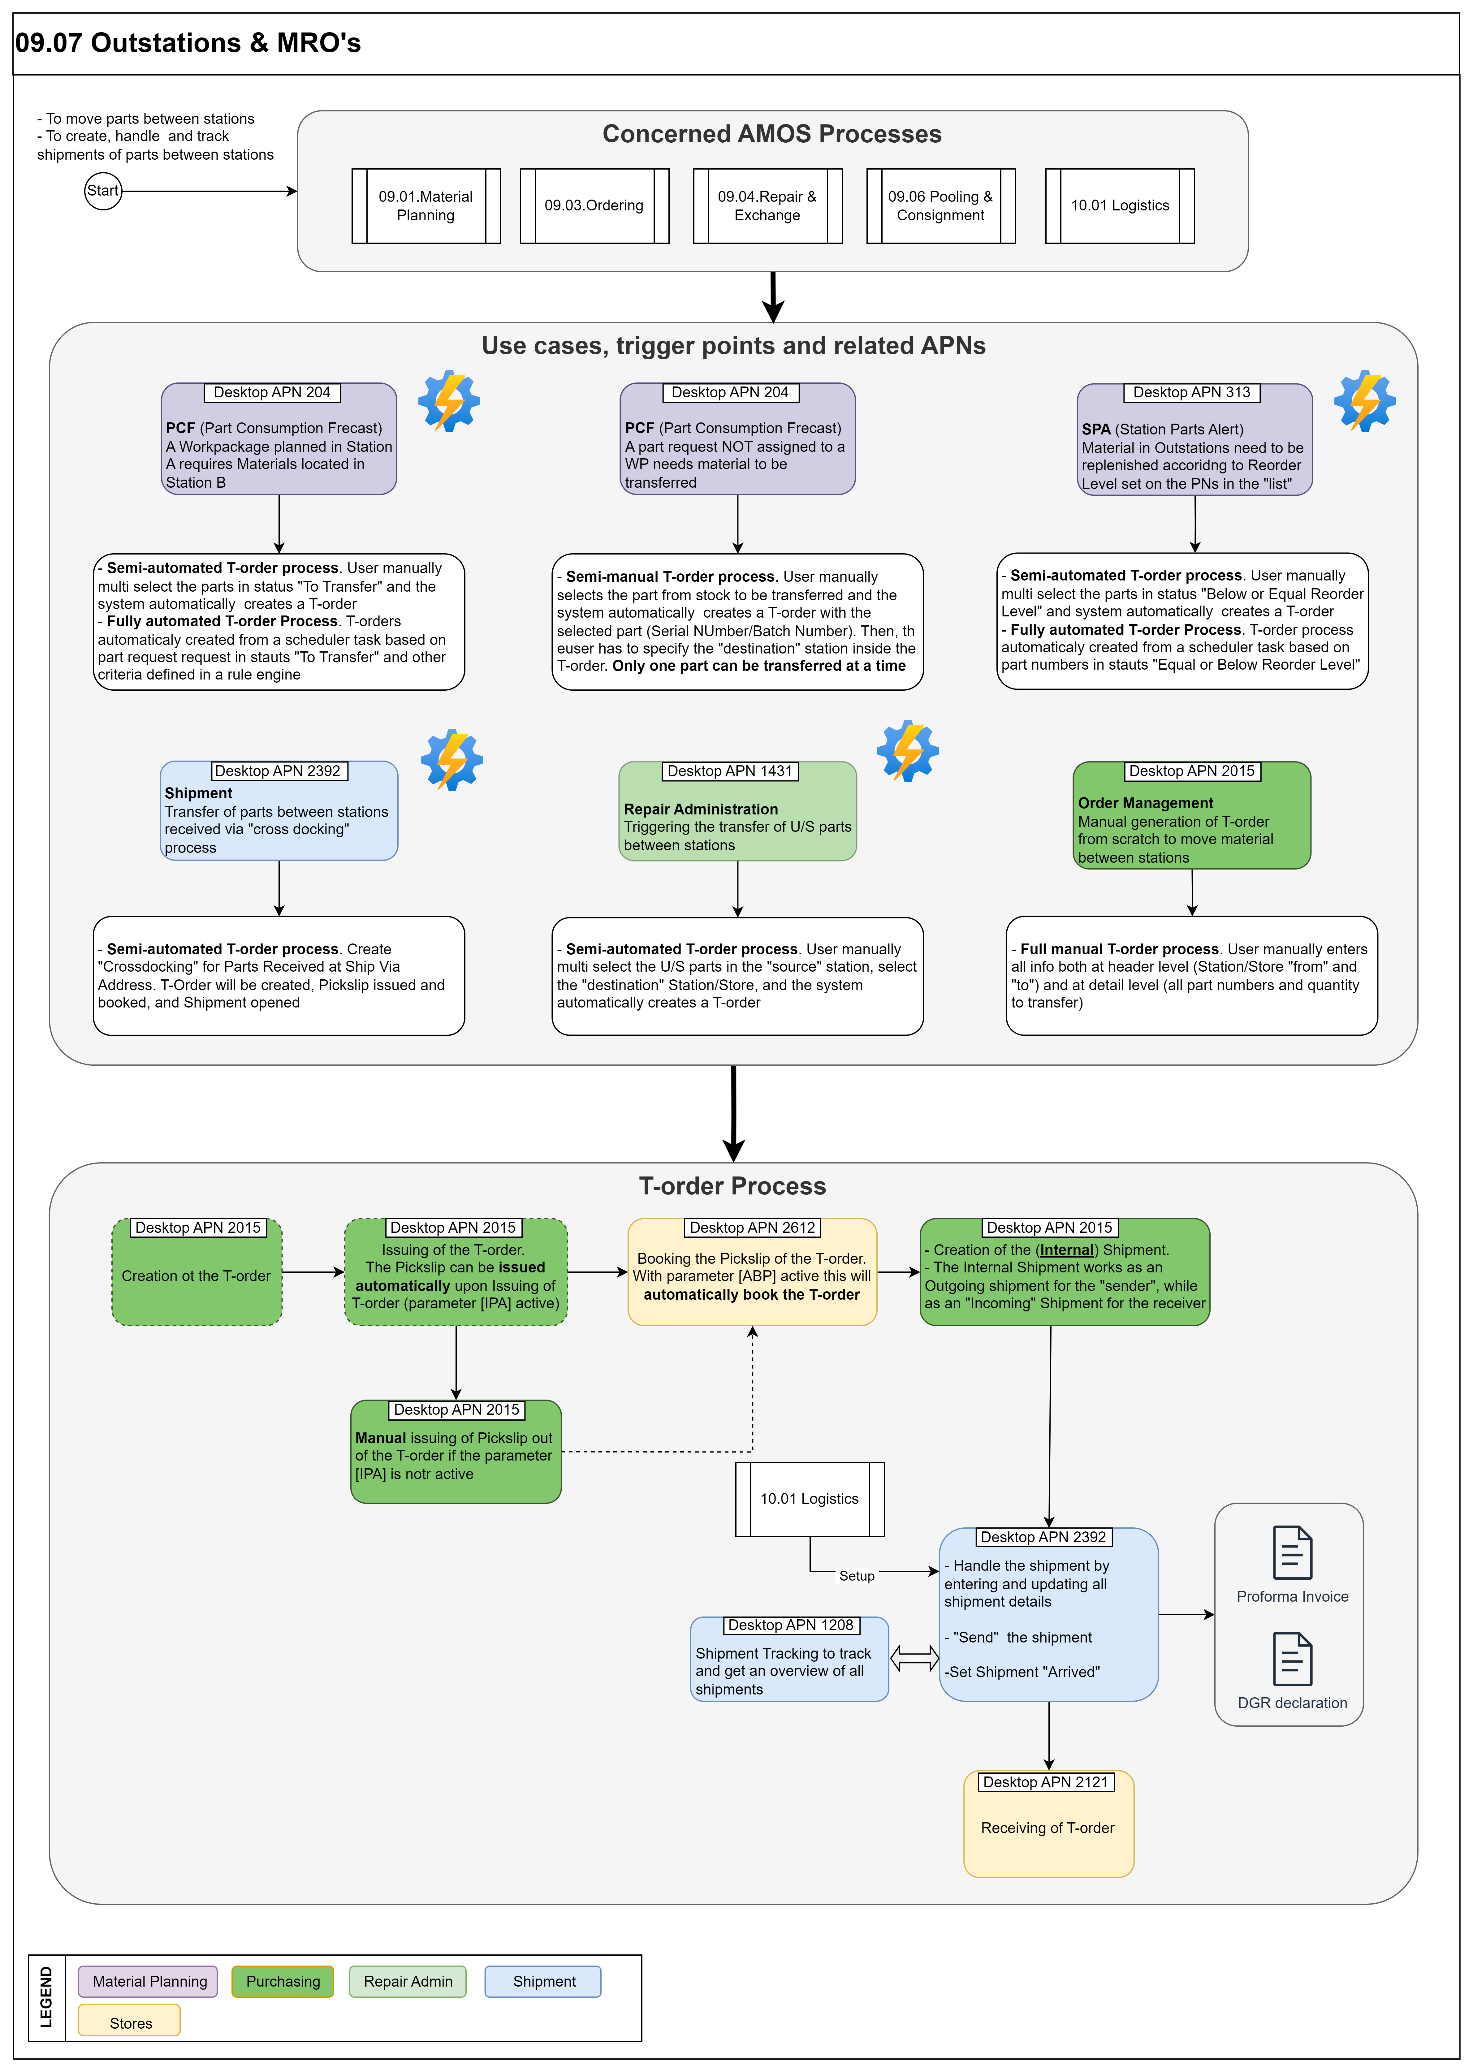 09.07 Outstations & MRO's
- To move parts between stations
- To create, handle  and track
shipments of parts between stations
Start
Concerned AMOS Processes
09.01.Material
Planning
09.03.Ordering
09.04.Repair &
Exchange
09.06 Pooling &
Consignment
10.01 Logistics
Use cases, trigger points and related APNs
Desktop APN 204
PCF (Part Consumption Frecast)
A Workpackage planned in Station
A requires Materials located in
Station B
Desktop APN 204
PCF (Part Consumption Frecast)
A part request NOT assigned to a
WP needs material to be
transferred
Desktop APN 313
SPA (Station Parts Alert)
Material in Outstations need to be
replenished accoridng to Reorder
Level set on the PNs in the "list"
- Semi-automated T-order process. User manually
multi select the parts in status "To Transfer" and the
system automatically  creates a T-order
- Fully automated T-order Process. T-orders
automaticaly created from a scheduler task based on
part request request in stauts "To Transfer" and other
criteria defined in a rule engine
- Semi-manual T-order process. User manually
selects the part from stock to be transferred and the
system automatically  creates a T-order with the
selected part (Serial NUmber/Batch Number). Then, th
euser has to specify the "destination" station inside the
T-order. Only one part can be transferred at a time
- Semi-automated T-order process. User manually
multi select the parts in status "Below or Equal Reorder
Level" and system automatically  creates a T-order
- Fully automated T-order Process. T-order process
automaticaly created from a scheduler task based on
part numbers in stauts "Equal or Below Reorder Level"
Desktop APN 2392
Shipment
Transfer of parts between stations
received via "cross docking"
process
Desktop APN 1431
Repair Administration
Triggering the transfer of U/S parts
between stations
Desktop APN 2015
Order Management
Manual generation of T-order
from scratch to move material
between stations
- Semi-automated T-order process. Create
"Crossdocking" for Parts Received at Ship Via
Address. T-Order will be created, Pickslip issued and
booked, and Shipment opened
- Semi-automated T-order process. User manually
multi select the U/S parts in the "source" station, select
the "destination" Station/Store, and the system
automatically creates a T-order
- Full manual T-order process. User manually enters
all info both at header level (Station/Store "from" and
"to") and at detail level (all part numbers and quantity
to transfer)
T-order Process
Desktop APN 2015
Creation ot the T-order
Desktop APN 2015
Issuing of the T-order.
The Pickslip can be issued
automatically upon Issuing of
T-order (parameter [IPA] active)
Desktop APN 2612
Booking the Pickslip of the T-order.
With parameter [ABP] active this will
automatically book the T-order
Desktop APN 2015
- Creation of the (Internal) Shipment.
- The Internal Shipment works as an
Outgoing shipment for the "sender", while
as an "Incoming" Shipment for the receiver
Desktop APN 2015
Manual issuing of Pickslip out
of the T-order if the parameter
[IPA] is notr active
10.01 Logistics
Setup
Desktop APN 2392
- Handle the shipment by
entering and updating all
shipment details
- "Send"  the shipment
-Set Shipment "Arrived"
Desktop APN 1208
Shipment Tracking to track
and get an overview of all
shipments
Proforma Invoice
DGR declaration
Desktop APN 2121
Receiving of T-order
LEGEND
Material Planning
Purchasing
Repair Admin
Shipment
Stores